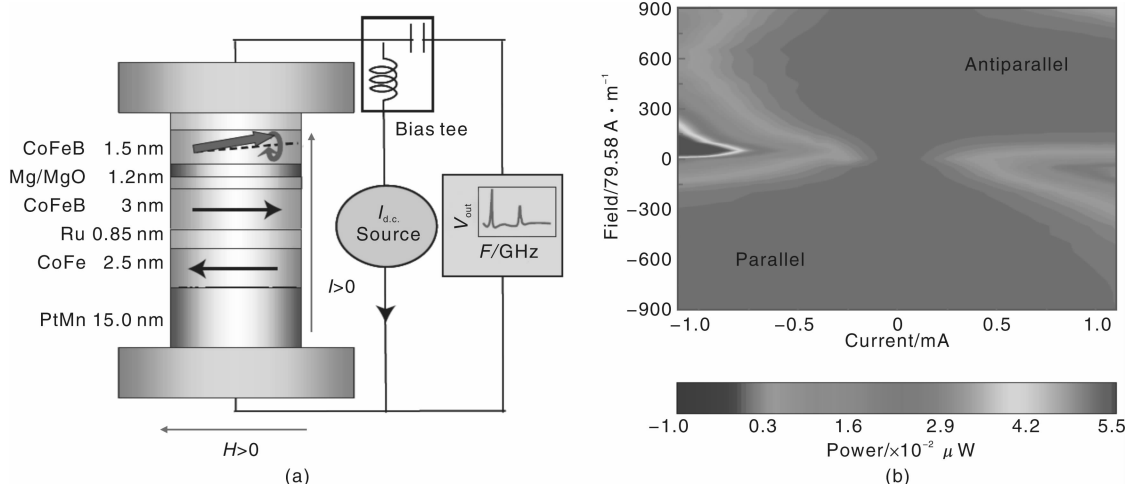 CoFeB 1.5 nm
Mg/MgO 1.2nm
CoFeB 3 nm
Ru 0.85 nm
CoFe 2.5 nm
PtMn 15.0 nm
H>0
I>0
Bias tee
I d.c.
Source
V out
F/GHz
(a)
Field/79.58 A·m⁻¹
900
600
300
0
−300
−600
−900
Antiparallel
Parallel
−1.0 −0.5 0 0.5 1.0
Current/mA
−1.0 0.3 1.6 2.9 4.2 5.5
Power/×10⁻² μW
(b)